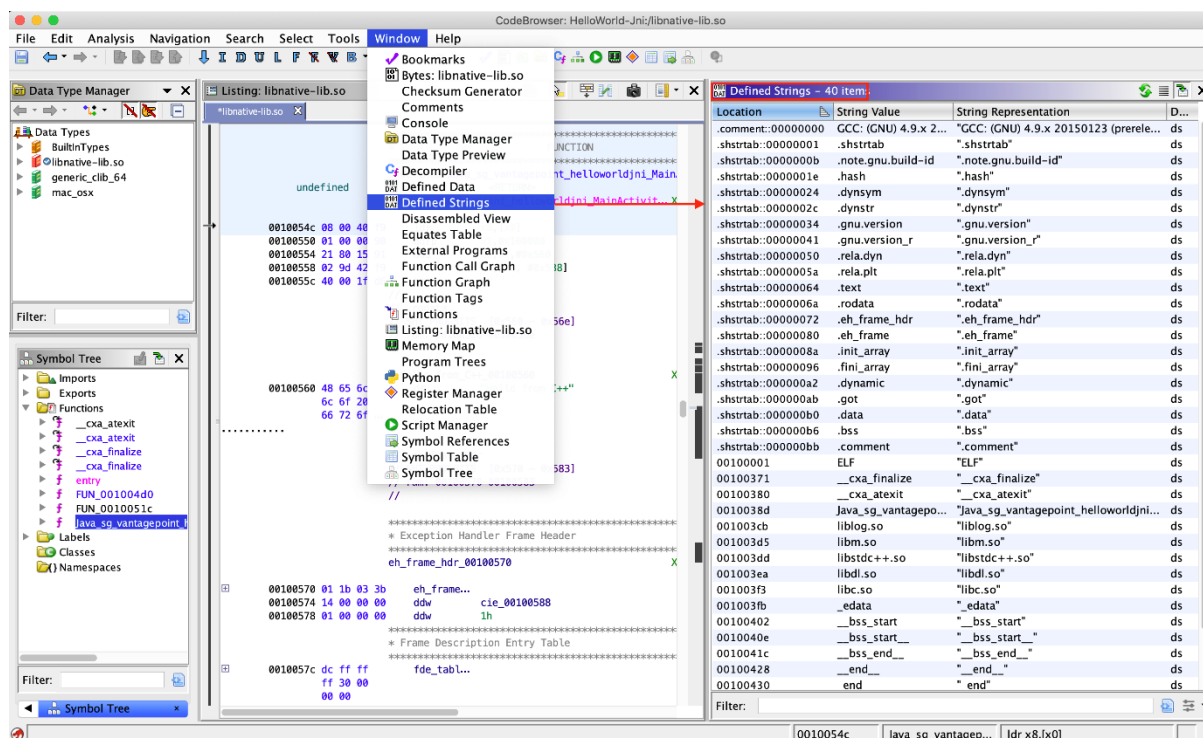 CodeBrowser: HelloWorld-Jni:/libnative-lib.so
File Edit Analysis Navigation Search Select Tools Window Help
I D U L F B
Data Type Manager
Data Types
BuiltInTypes
libnative-lib.so
generic_clib_64
mac_osx
Filter:
Symbol Tree
Imports
Exports
Functions
__cxa_atexit
__cxa_atexit
__cxa_finalize
__cxa_finalize
entry
FUN_001004d0
FUN_0010051c
Java_sg_vantagepoint_h
Labels
Classes
Namespaces
Filter:
Symbol Tree
Listing: libnative-lib.so
*libnative-lib.so
undefined
0010054c 08 00 40
00100550 01 00 00
00100554 21 80 15
00100558 02 9d 42
0010055c 40 00 1f
00100560 48 65 6c
6c 6f 20
66 72 6f
//
* Exception Handler Frame Header
eh_frame_hdr_00100570
00100570 01 1b 03 3b eh_frame...
00100574 14 00 00 00 ddw cie_00100588
00100578 01 00 00 00 ddw 1h
* Frame Description Entry Table
0010057c dc ff ff fde_tabl...
ff 30 00
00 00
Bookmarks
Bytes: libnative-lib.so
Checksum Generator
Comments
Console
Data Type Manager
Data Type Preview
Decompiler
Defined Data
Defined Strings
Disassembled View
Equates Table
External Programs
Function Call Graph
Function Graph
Function Tags
Functions
Listing: libnative-lib.so
Memory Map
Program Trees
Python
Register Manager
Relocation Table
Script Manager
Symbol References
Symbol Table
Symbol Tree
Defined Strings - 40 items
Location String Value String Representation D...
.comment::00000000 GCC: (GNU) 4.9.x 2... "GCC: (GNU) 4.9.x 20150123 (prerele... ds
.shstrtab::00000001 .shstrtab ".shstrtab" ds
.shstrtab::0000000b .note.gnu.build-id ".note.gnu.build-id" ds
.shstrtab::0000001e .hash ".hash" ds
.shstrtab::00000024 .dynsym ".dynsym" ds
.shstrtab::0000002c .dynstr ".dynstr" ds
.shstrtab::00000034 .gnu.version ".gnu.version" ds
.shstrtab::00000041 .gnu.version_r ".gnu.version_r" ds
.shstrtab::00000050 .rela.dyn ".rela.dyn" ds
.shstrtab::0000005a .rela.plt ".rela.plt" ds
.shstrtab::00000064 .text ".text" ds
.shstrtab::0000006a .rodata ".rodata" ds
.shstrtab::00000072 .eh_frame_hdr ".eh_frame_hdr" ds
.shstrtab::00000080 .eh_frame ".eh_frame" ds
.shstrtab::0000008a .init_array ".init_array" ds
.shstrtab::00000096 .fini_array ".fini_array" ds
.shstrtab::000000a2 .dynamic ".dynamic" ds
.shstrtab::000000ab .got ".got" ds
.shstrtab::000000b0 .data ".data" ds
.shstrtab::000000b6 .bss ".bss" ds
.shstrtab::000000bb .comment ".comment" ds
00100001 ELF "ELF" ds
00100371 __cxa_finalize "__cxa_finalize" ds
00100380 __cxa_atexit "__cxa_atexit" ds
0010038d Java_sg_vantagepo... "Java_sg_vantagepoint_helloworldjni... ds
001003cb liblog.so "liblog.so" ds
001003d5 libm.so "libm.so" ds
001003dd libstdc++.so "libstdc++.so" ds
001003ea libdl.so "libdl.so" ds
001003f3 libc.so "libc.so" ds
001003fb _edata "_edata" ds
00100402 __bss_start "__bss_start" ds
0010040e __bss_start__ "__bss_start__" ds
0010041c __bss_end__ "__bss_end__" ds
00100428 __end__ "__end__" ds
00100430 end "end" ds
Filter:
0010054c Java_sg_vantagep... ldr x8,[x0]